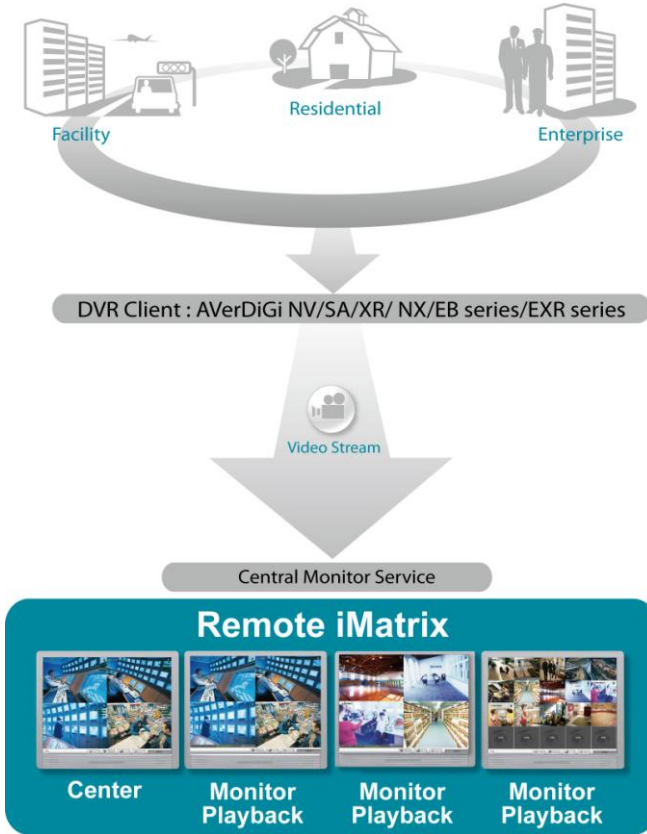 Residential
Facility
Enterprise
DVR Client : AVerDiGi NV/SA/XR/ NX/EB series/EXR series
Video Stream
Central Monitor Service
Remote iMatrix
Center
Monitor
Playback
Monitor
Playback
Monitor
Playback